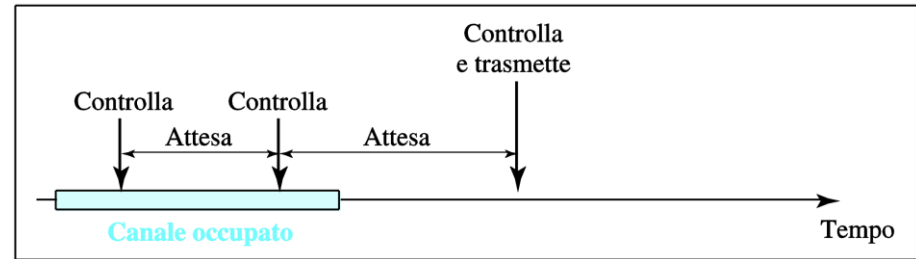 Controlla
e trasmette
Controlla
Controlla
Attesa
Attesa
Canale occupato
Tempo